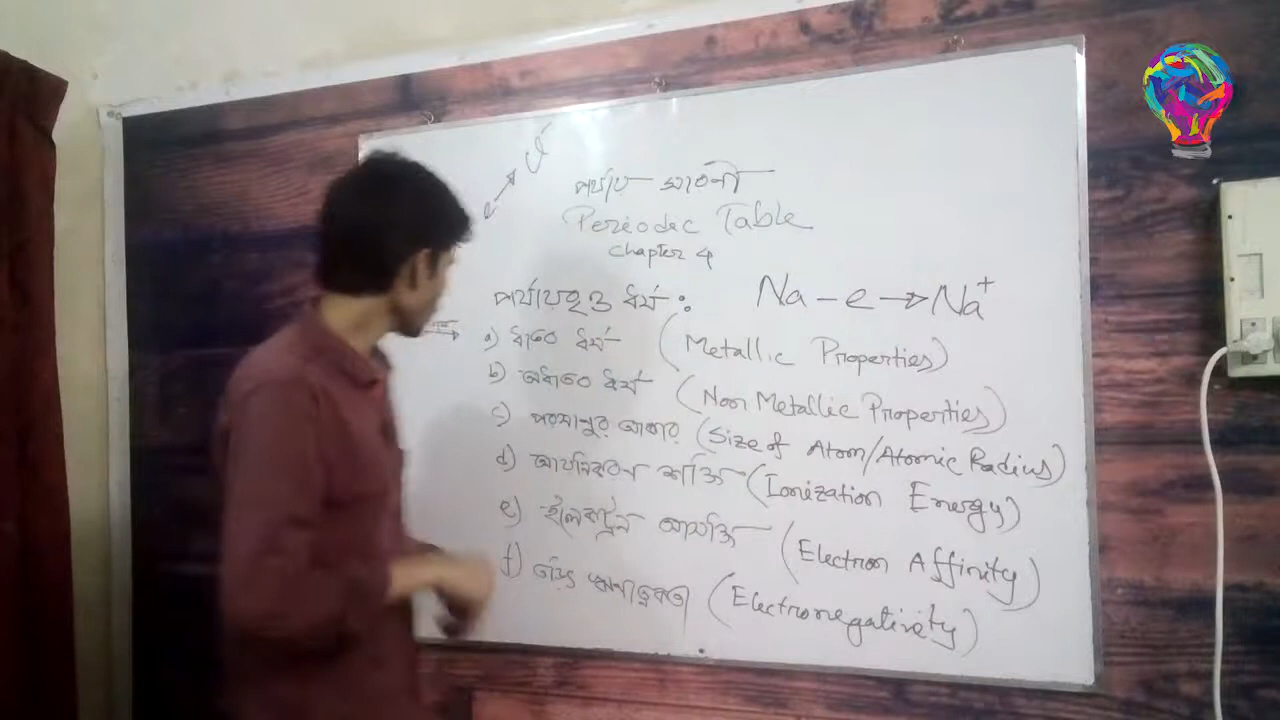 পর্যায় সারণী
Periodic Table
Chapter 4
পর্যায়বৃত্ত ধর্ম :
Na - e → Na⁺
a) ধাতব ধর্ম (Metallic Properties)
b) অধাতব ধর্ম (Non Metallic Properties)
c) পরমাণুর আকার (Size of Atom/Atomic Radius)
d) আয়নিকরণ শক্তি (Ionization Energy)
e) ইলেকট্রন আসক্তি (Electron Affinity)
f) তড়িৎ ঋণাত্মকতা (Electronegativity)